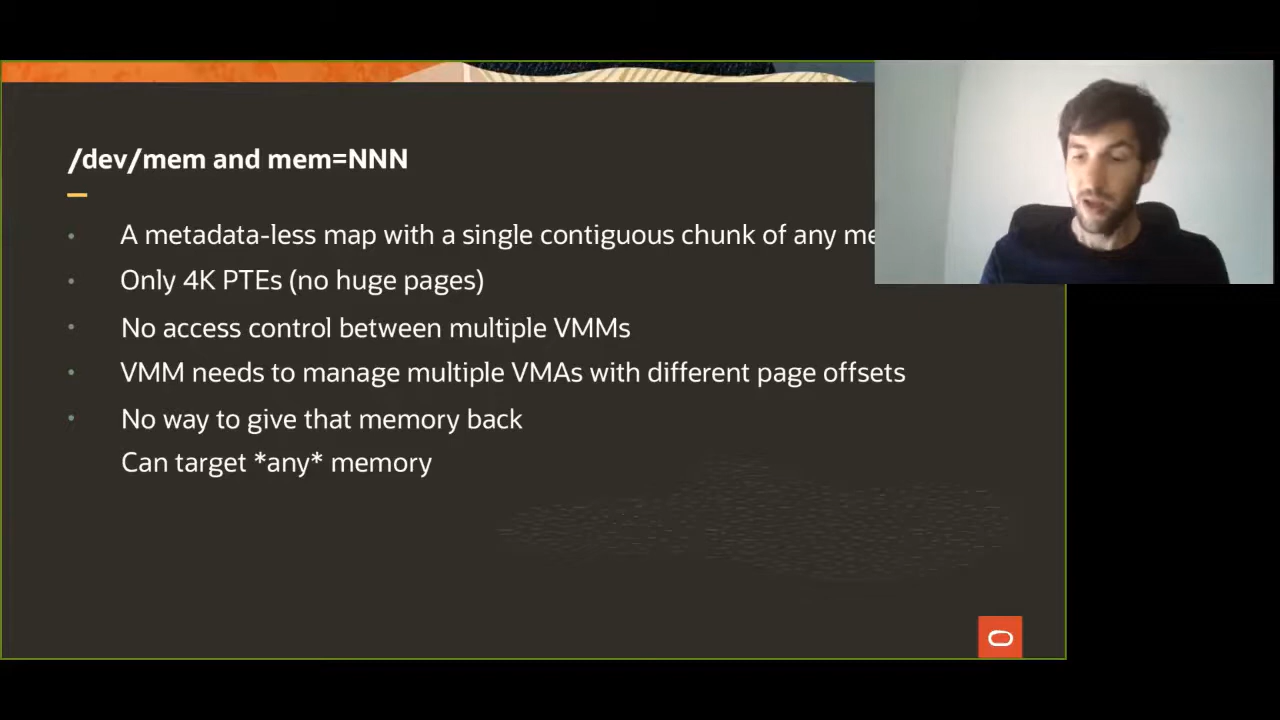 /dev/mem and mem=NNN
• A metadata-less map with a single contiguous chunk of any
• Only 4K PTEs (no huge pages)
• No access control between multiple VMMs
• VMM needs to manage multiple VMAs with different page offsets
• No way to give that memory back
Can target *any* memory